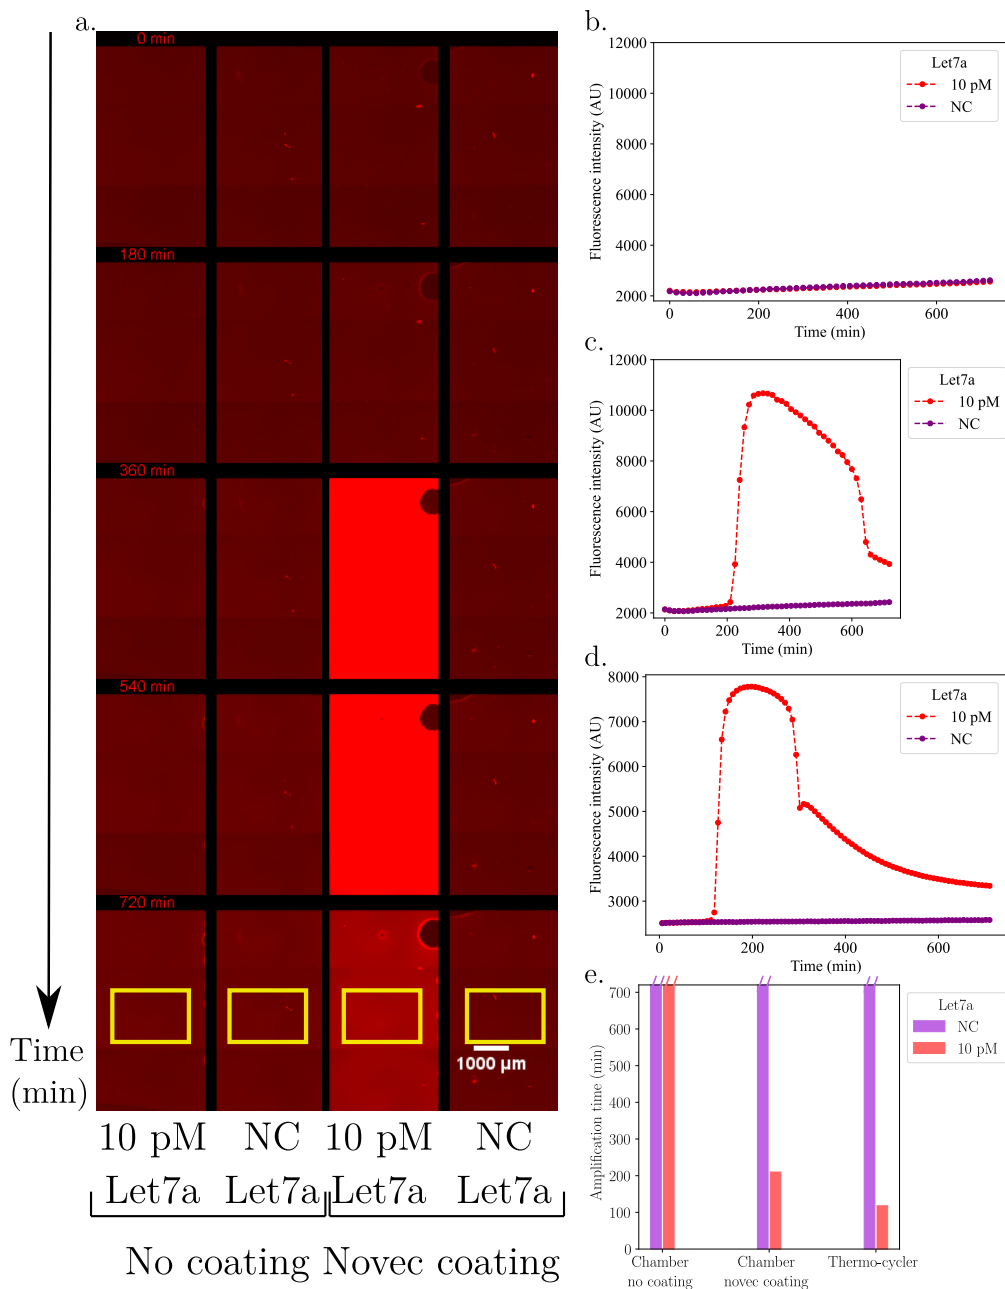 a.
0 min
180 min
360 min
540 min
720 min
1000 µm
Time
(min)
10 pM
NC
10 pM
NC
Let7a
Let7a
Let7a
Let7a
No coating
Novec coating
b.
12000
10000
8000
6000
4000
2000
Fluorescence intensity (AU)
0
200
400
600
Time (min)
Let7a
10 pM
NC
c.
12000
10000
8000
6000
4000
2000
Fluorescence intensity (AU)
0
200
400
600
Time (min)
Let7a
10 pM
NC
d.
8000
7000
6000
5000
4000
3000
Fluorescence intensity (AU)
0
200
400
600
Time (min)
Let7a
10 pM
NC
e.
700
600
500
400
300
200
100
0
Amplification time (min)
Chamber
no coating
Chamber
novec coating
Thermo-cycler
Let7a
NC
10 pM